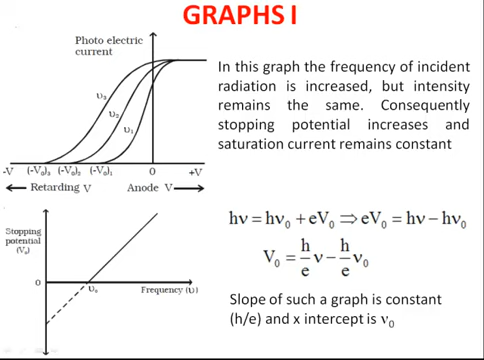 GRAPHS I
Photo electric
current
υ₃
υ₂
υ₁
-V (-V₀)₃ (-V₀)₂ (-V₀)₁ 0 +V
Retarding V Anode V
In this graph the frequency of incident
radiation is increased, but intensity
remains the same. Consequently
stopping potential increases and
saturation current remains constant
Stopping
potential
(V₀)
0
υ₀ Frequency (υ)
hν = hν₀ + eV₀ ⇒ eV₀ = hν − hν₀
V₀ = h/e ν − h/e ν₀
Slope of such a graph is constant
(h/e) and x intercept is ν₀